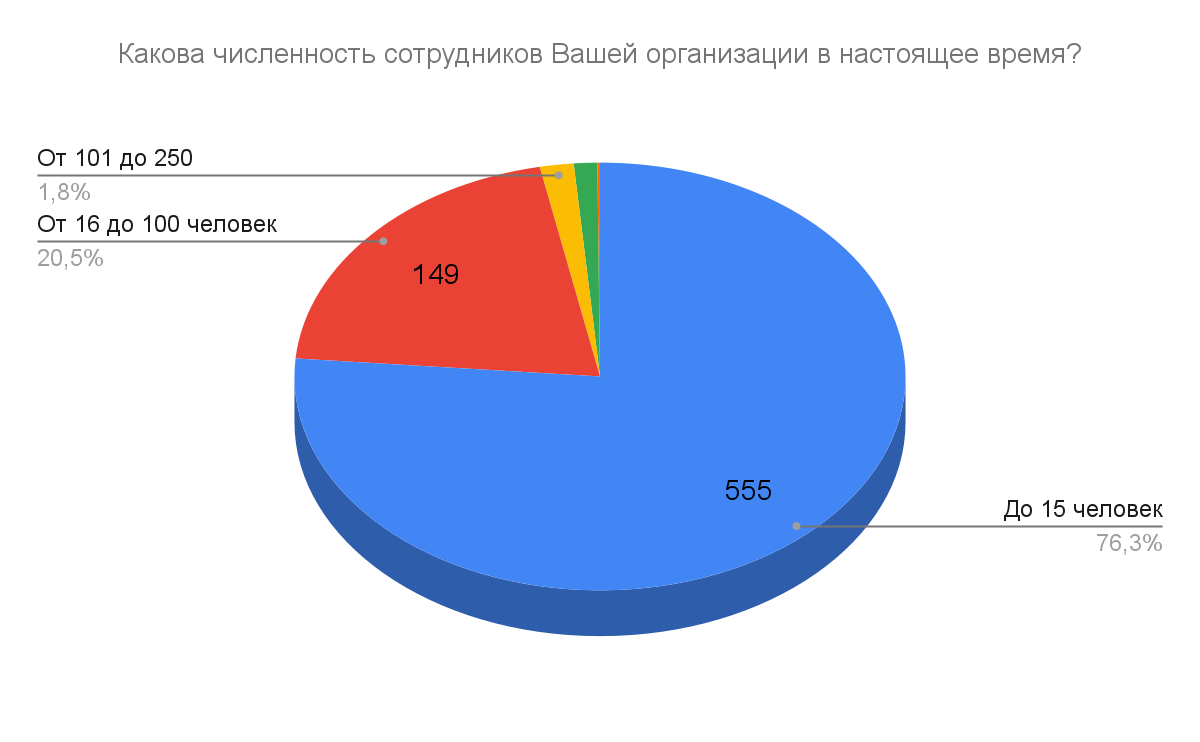 Какова численность сотрудников Вашей организации в настоящее время?
От 101 до 250
1,8%
От 16 до 100 человек
20,5%
149
555
До 15 человек
76,3%